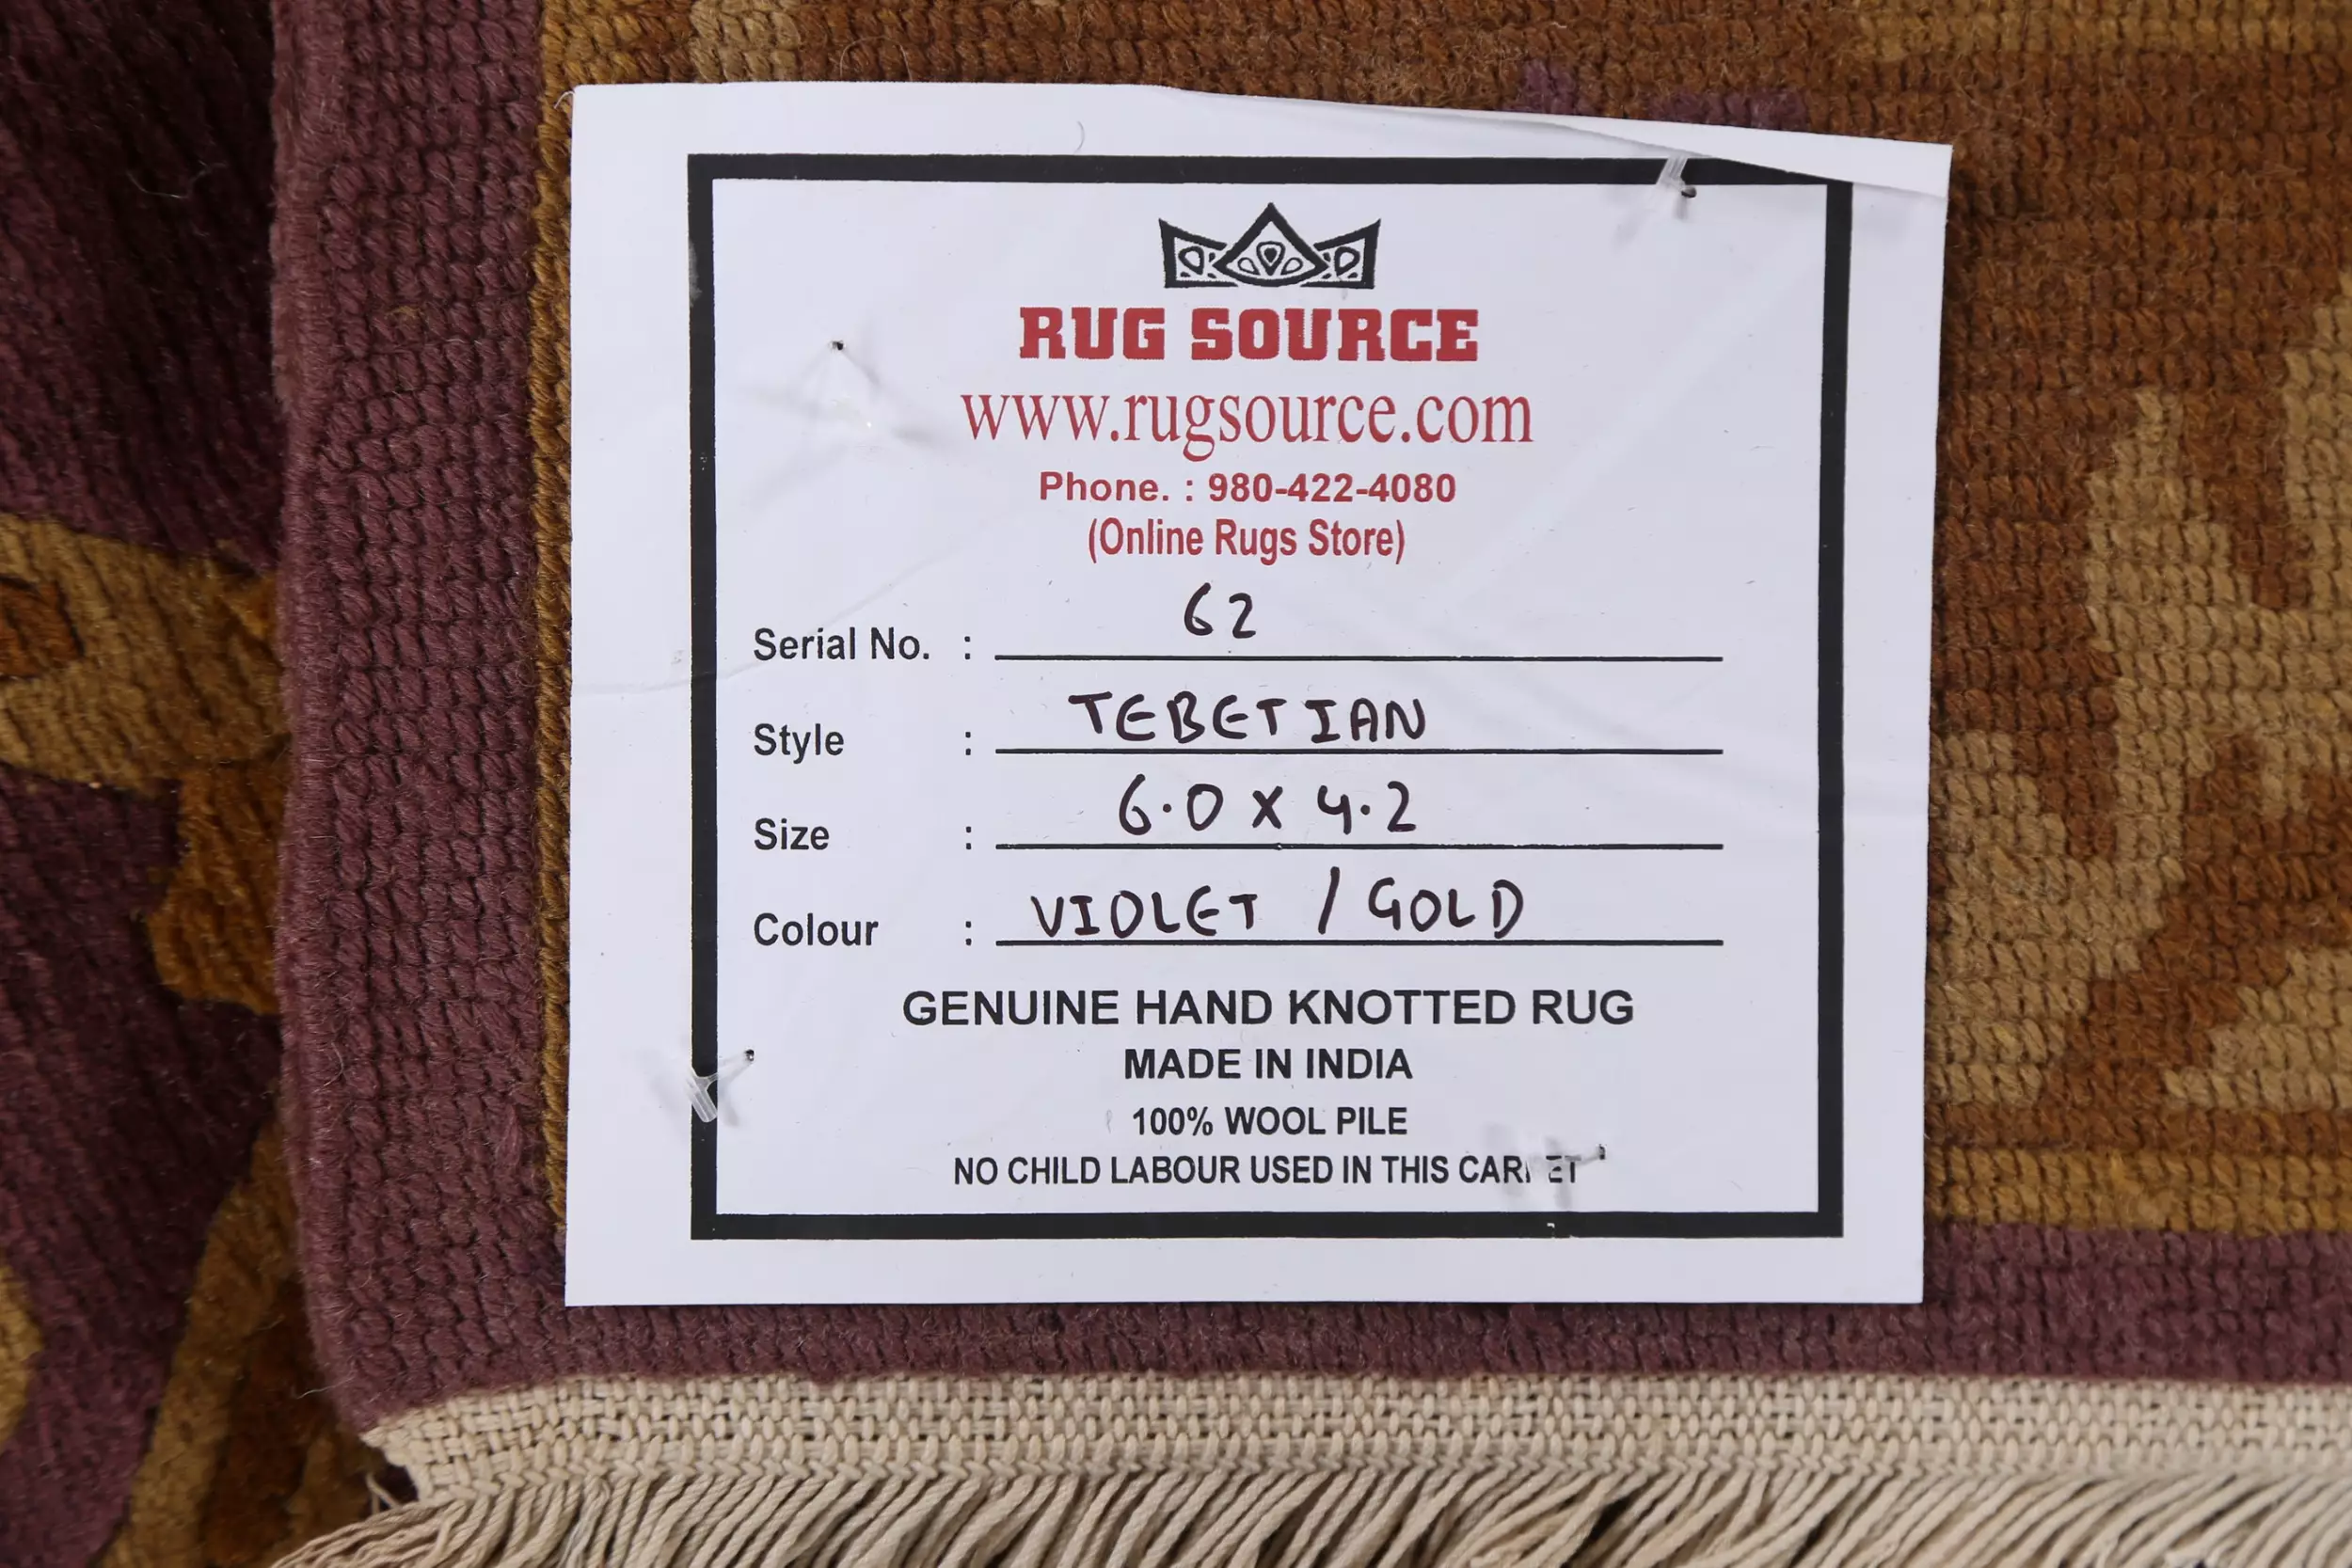 RUG SOURCE
www.rugsource.com
Phone. : 980-422-4080
(Online Rugs Store)
Serial No. : 62
Style : TEBETIAN
Size : 6.0 X 4.2
Colour : VIOLET / GOLD
GENUINE HAND KNOTTED RUG
MADE IN INDIA
100% WOOL PILE
NO CHILD LABOUR USED IN THIS CARPET